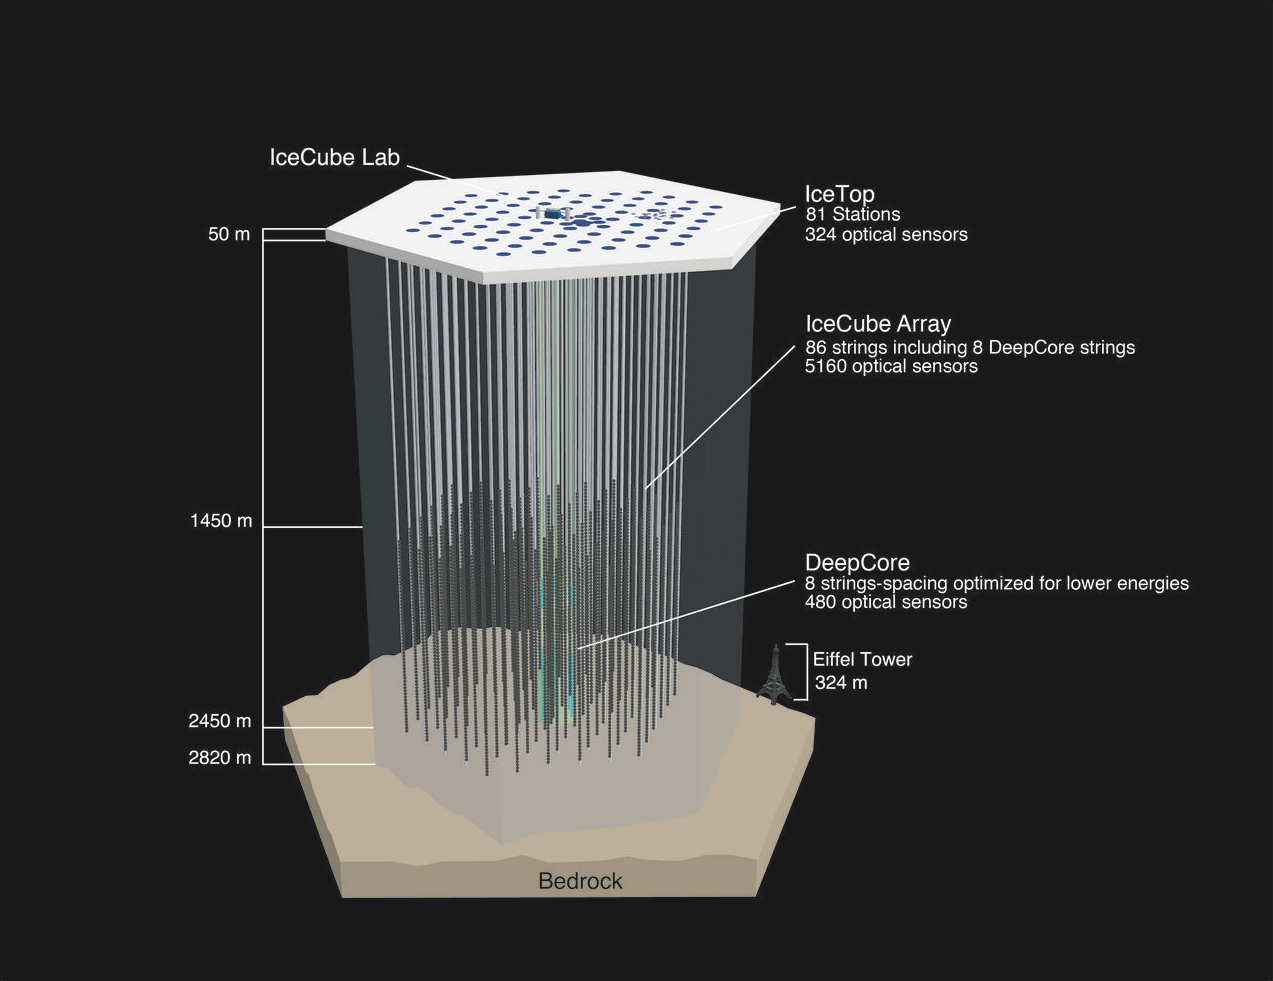 IceCube Lab
IceTop
81 Stations
324 optical sensors
50 m
IceCube Array
86 strings including 8 DeepCore strings
5160 optical sensors
1450 m
DeepCore
8 strings-spacing optimized for lower energies
480 optical sensors
Eiffel Tower
324 m
2450 m
2820 m
Bedrock